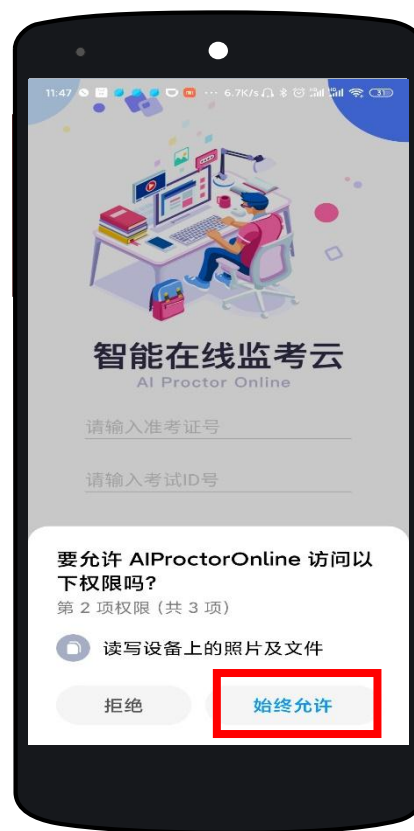 11:47 ··· 6.7K/s 31
智能在线监考云
AI Proctor Online
请输入准考证号
请输入考试ID号
要允许 AIProctorOnline 访问以
下权限吗?
第 2 项权限 (共 3 项)
读写设备上的照片及文件
拒绝 始终允许